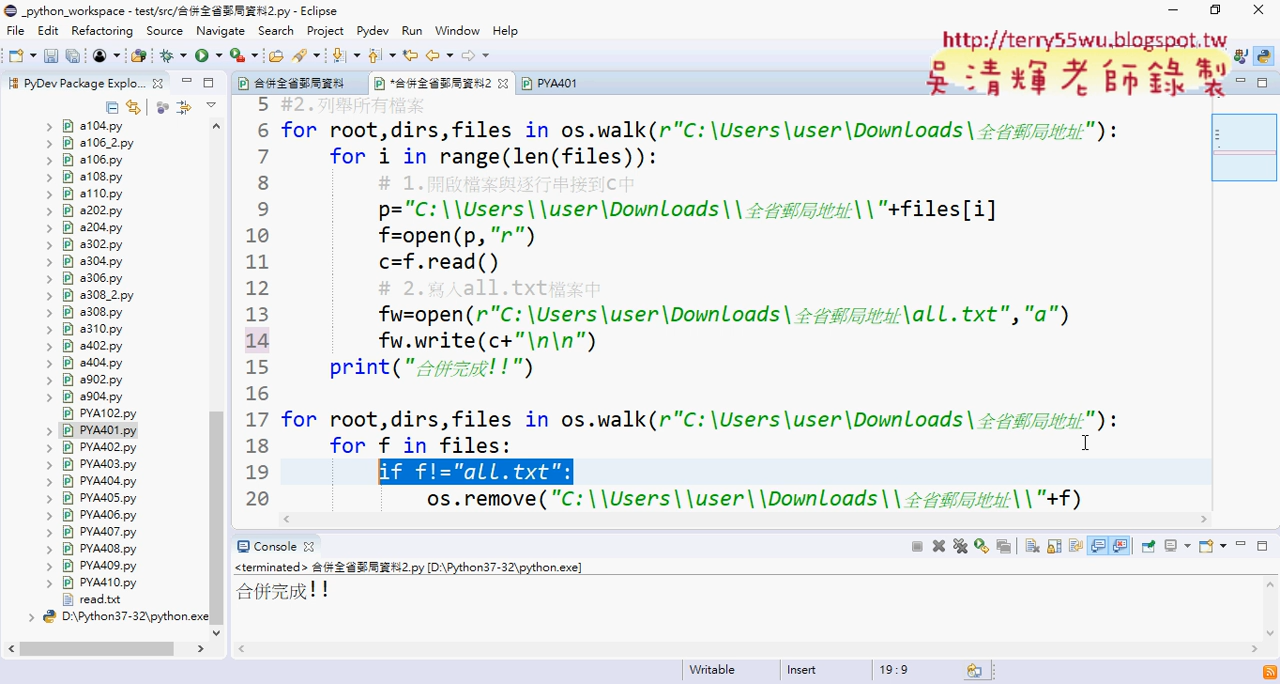 _python_workspace - test/src/合併全省郵局資料2.py - Eclipse
File Edit Refactoring Source Navigate Search Project Pydev Run Window Help
http://terry55wu.blogspot.tw
吳清輝老師錄製
PyDev Package Explo...
合併全省郵局資料
*合併全省郵局資料2
PYA401
a104.py
a106_2.py
a106.py
a108.py
a110.py
a202.py
a204.py
a302.py
a304.py
a306.py
a308_2.py
a308.py
a310.py
a402.py
a404.py
a902.py
a904.py
PYA102.py
PYA401.py
PYA402.py
PYA403.py
PYA404.py
PYA405.py
PYA406.py
PYA407.py
PYA408.py
PYA409.py
PYA410.py
read.txt
D:\Python37-32\python.exe
5 #2.列舉所有檔案
6 for root,dirs,files in os.walk(r"C:\Users\user\Downloads\全省郵局地址"):
7 for i in range(len(files)):
8 # 1.開啟檔案與逐行串接到c中
9 p="C:\\Users\\user\Downloads\\全省郵局地址\\"+files[i]
10 f=open(p,"r")
11 c=f.read()
12 # 2.寫入all.txt檔案中
13 fw=open(r"C:\Users\user\Downloads\全省郵局地址\all.txt","a")
14 fw.write(c+"\n\n")
15 print("合併完成!!")
16
17 for root,dirs,files in os.walk(r"C:\Users\user\Downloads\全省郵局地址"):
18 for f in files:
19 if f!="all.txt":
20 os.remove("C:\\Users\\user\\Downloads\\全省郵局地址\\"+f)
Console
<terminated> 合併全省郵局資料2.py [D:\Python37-32\python.exe]
合併完成!!
Writable Insert 19 : 9